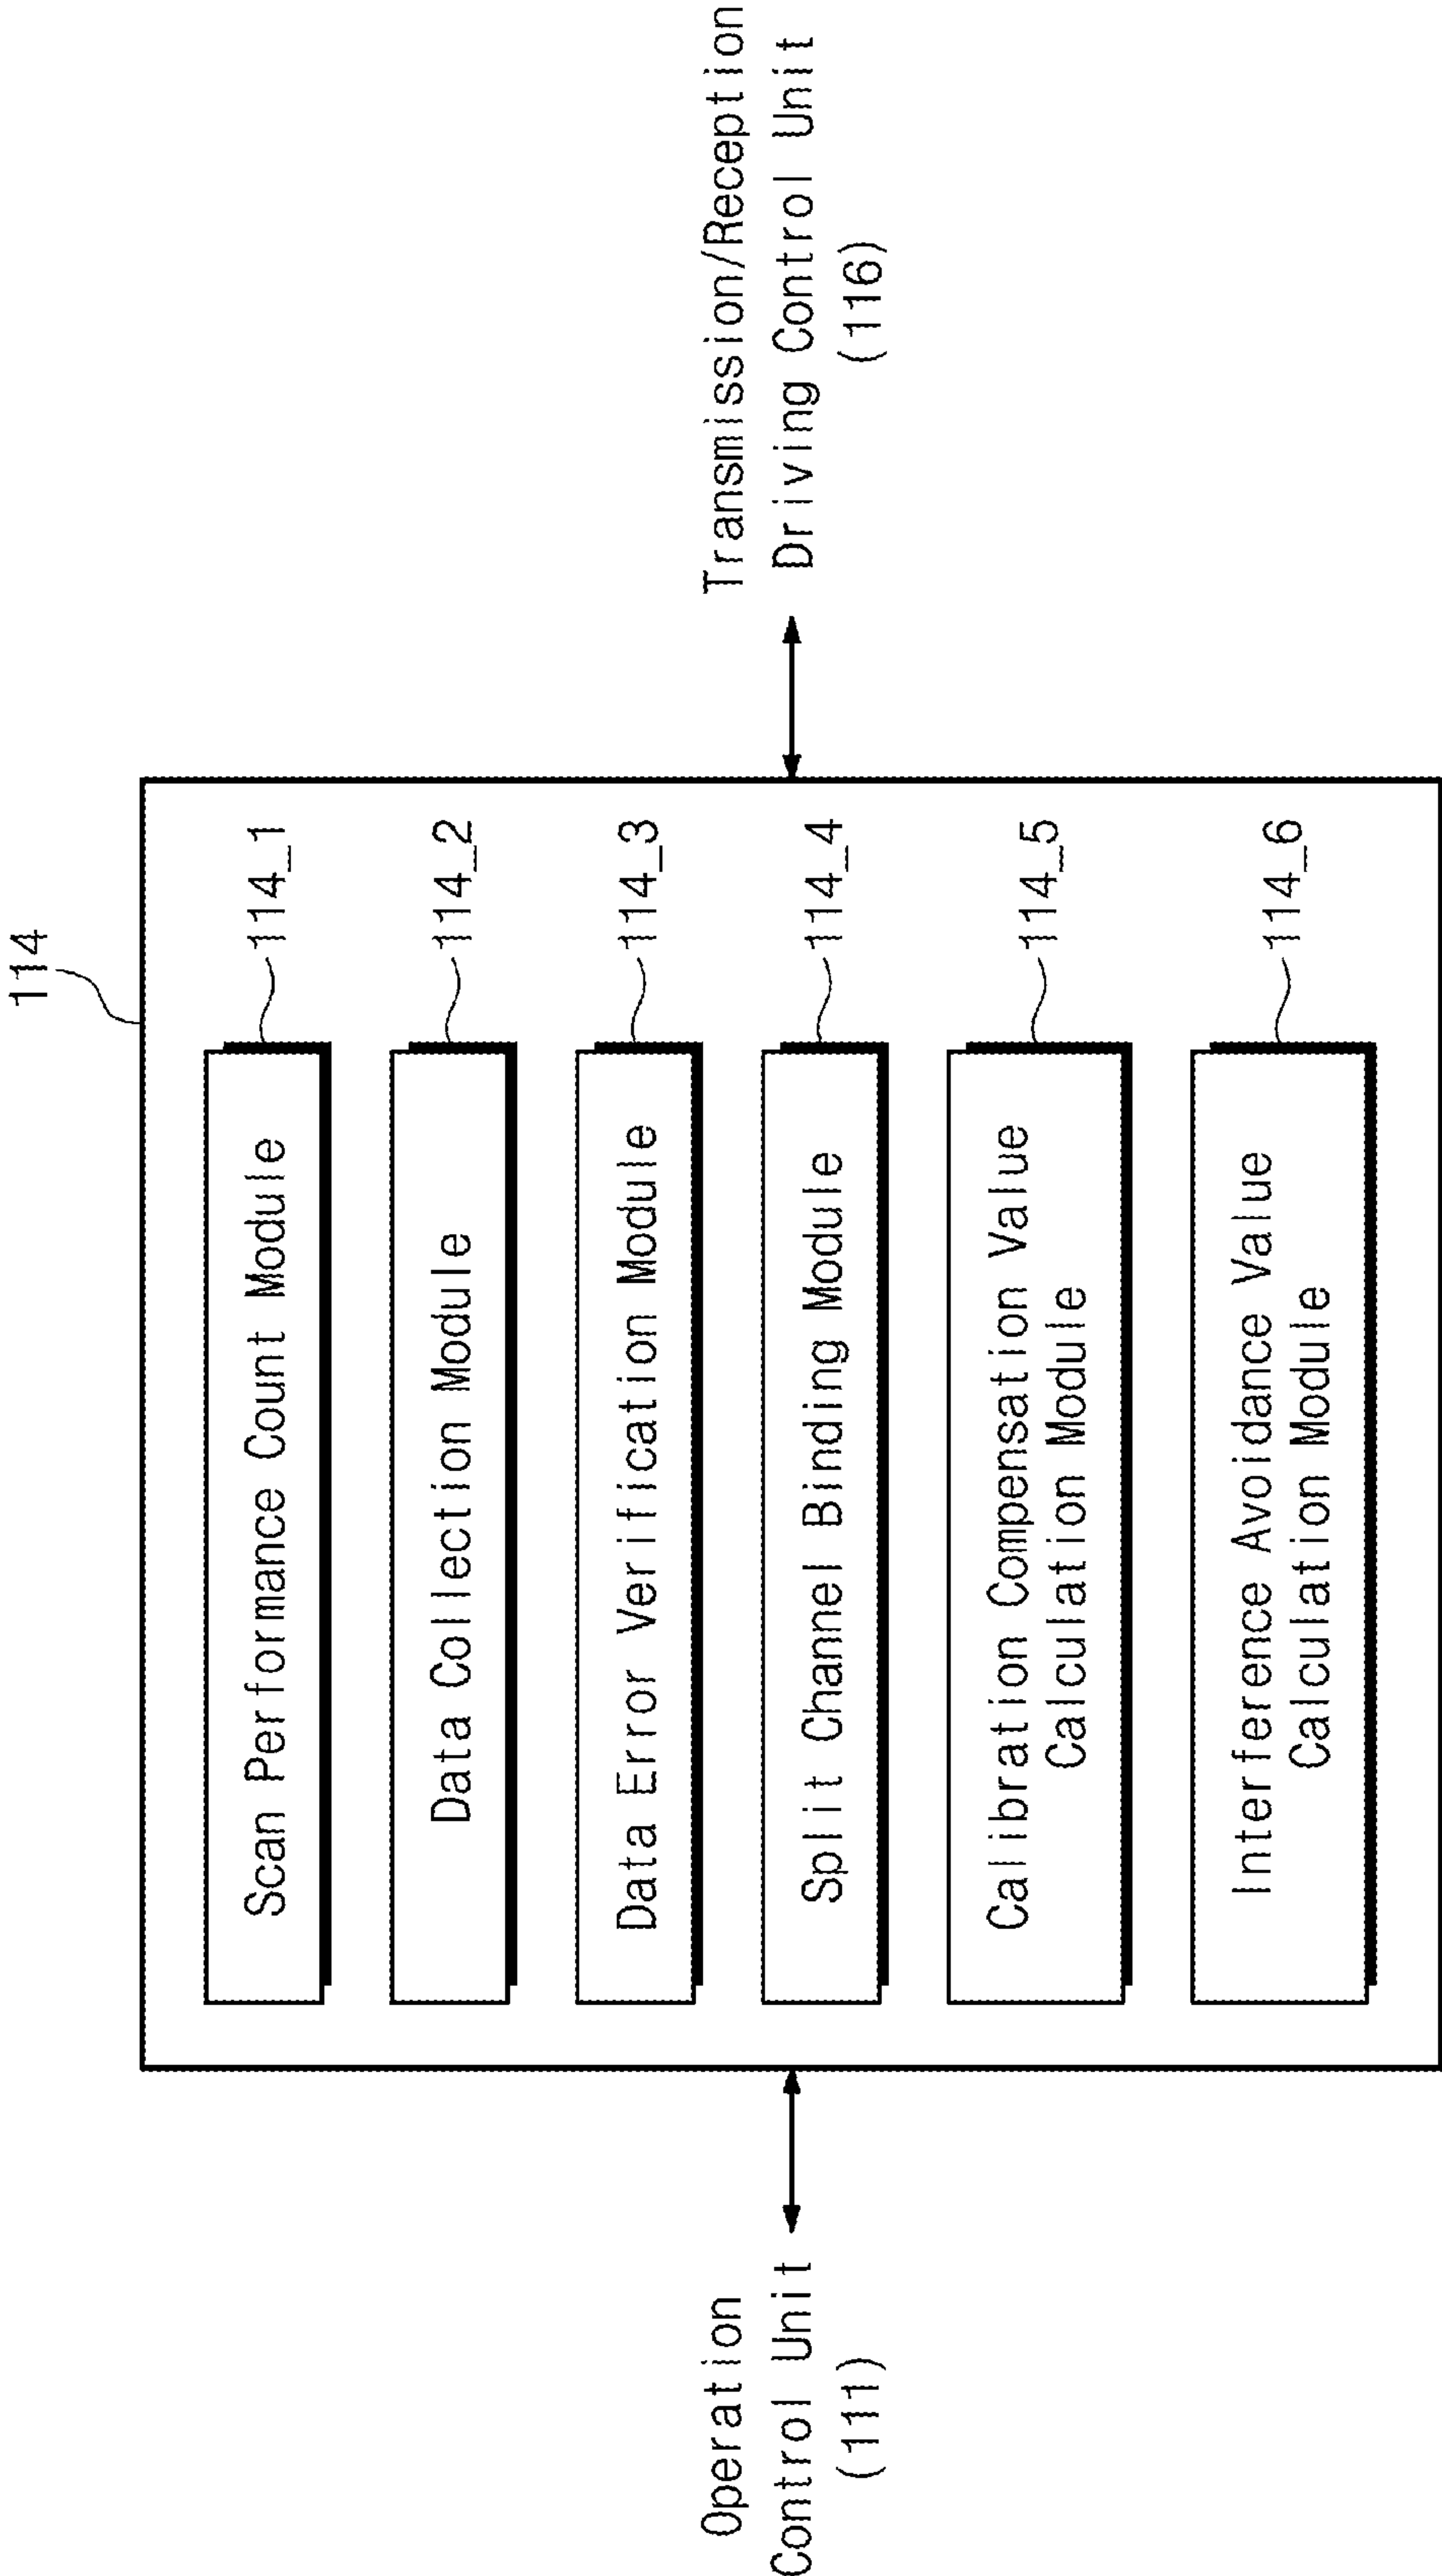 114
Scan Performance Count Module
114_1
Data Collection Module
114_2
Data Error Verification Module
114_3
Split Channel Binding Module
114_4
Calibration Compensation Value
Calculation Module
114_5
Interference Avoidance Value
Calculation Module
114_6
Operation
Control Unit
(111)
Transmission/Reception
Driving Control Unit
(116)